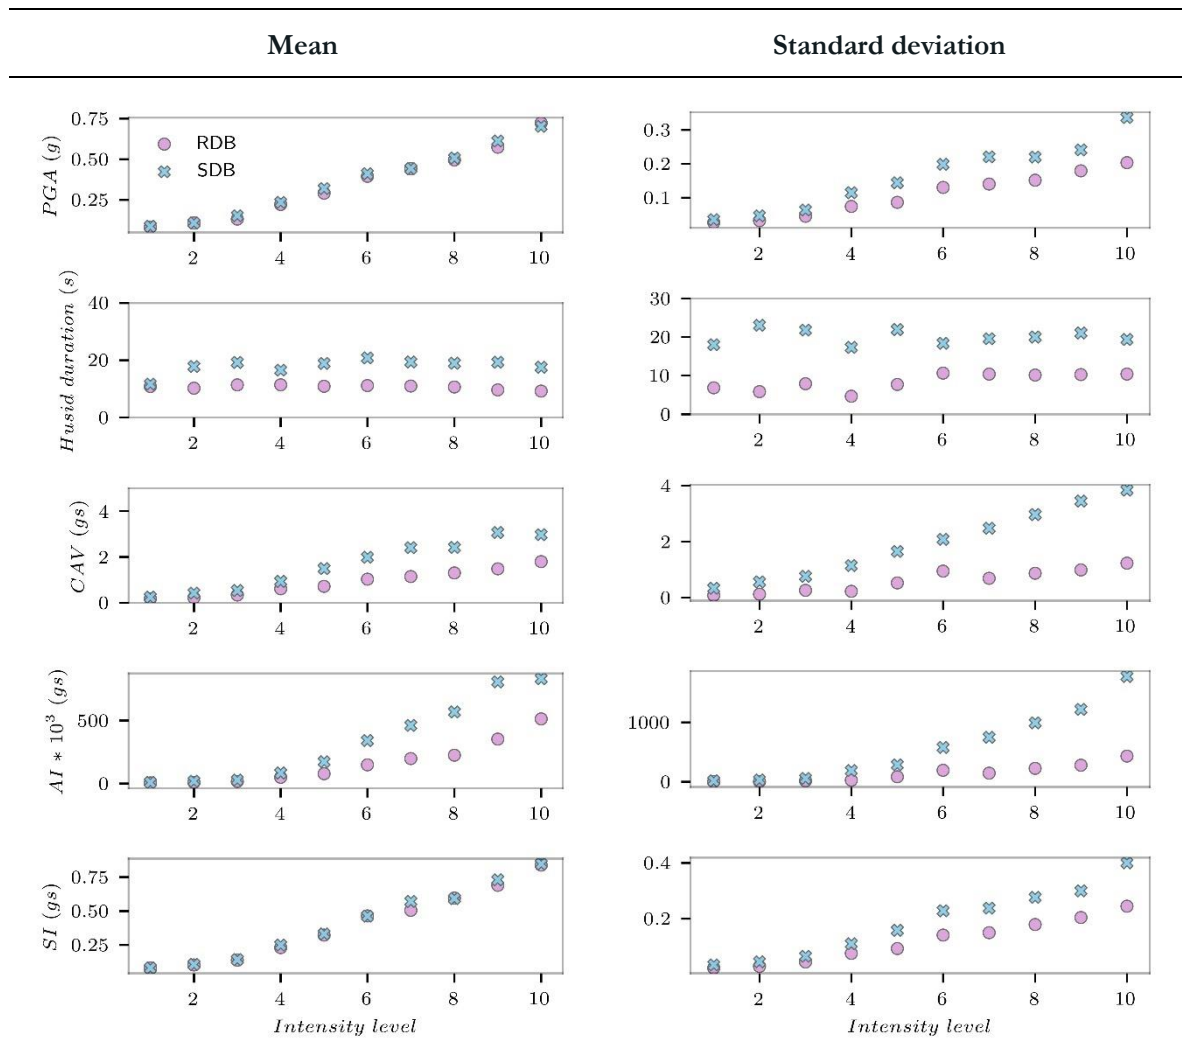 Mean Standard deviation
PGA (g)
0.75
0.50
0.25
RDB
SDB
2 4 6 8 10
0.3
0.2
0.1
2 4 6 8 10
Husid duration (s)
40
20
0
2 4 6 8 10
30
20
10
0
2 4 6 8 10
CAV (gs)
4
2
0
2 4 6 8 10
4
2
0
2 4 6 8 10
AI * 10³ (gs)
500
0
2 4 6 8 10
1000
0
2 4 6 8 10
SI (gs)
0.75
0.50
0.25
2 4 6 8 10
Intensity level
0.4
0.2
2 4 6 8 10
Intensity level